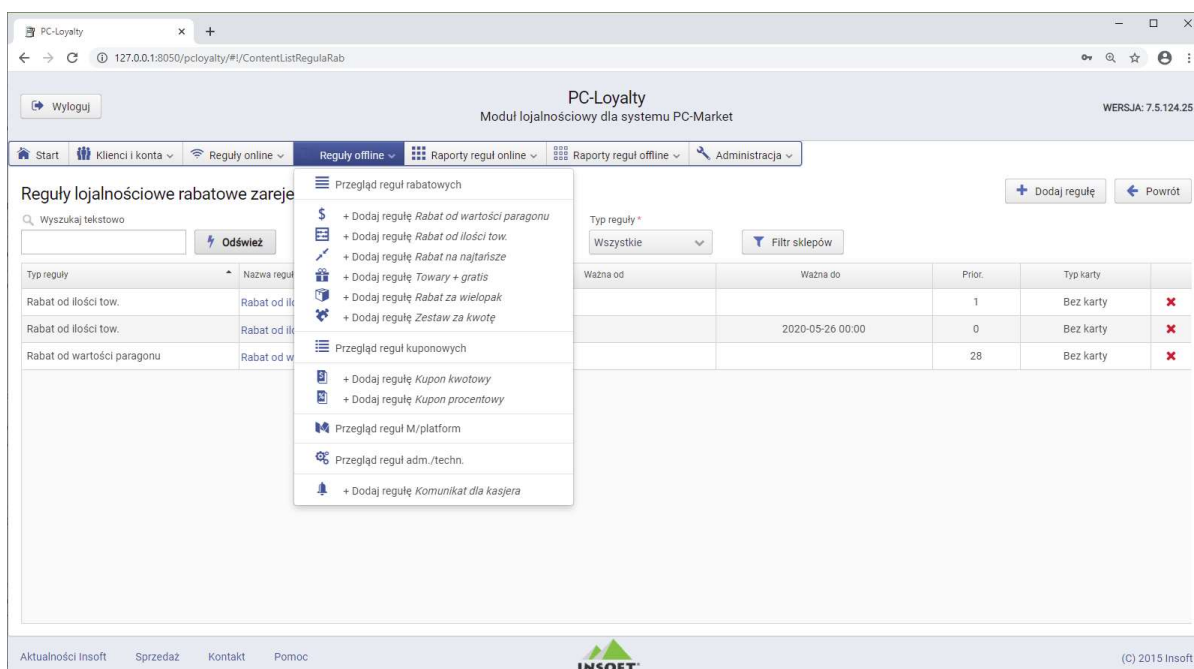 PC-Loyalty
127.0.0.1:8050/pcloyalty/#!/ContentListRegulaRab
Wyloguj
PC-Loyalty
Moduł lojalnościowy dla systemu PC-Market
WERSJA: 7.5.124.25
Start Klienci i konta Reguły online Reguły offline Raporty reguł online Raporty reguł offline Administracja
Reguły lojalnościowe rabatowe zareje
Dodaj regułę Powrót
Wyszukaj tekstowo
Odśwież
Typ reguły *
Wszystkie
Filtr sklepów
Przegląd reguł rabatowych
+ Dodaj regułę Rabat od wartości paragonu
+ Dodaj regułę Rabat od ilości tow.
+ Dodaj regułę Rabat na najtańsze
+ Dodaj regułę Towary + gratis
+ Dodaj regułę Rabat za wielopak
+ Dodaj regułę Zestaw za kwotę
Przegląd reguł kuponowych
+ Dodaj regułę Kupon kwotowy
+ Dodaj regułę Kupon procentowy
Przegląd reguł M/platform
Przegląd reguł adm./techn.
+ Dodaj regułę Komunikat dla kasjera
Typ reguły Nazwa reguł Ważna od Ważna do Prior. Typ karty
Rabat od ilości tow. Rabat od ilo 1 Bez karty
Rabat od ilości tow. Rabat od ilo 2020-05-26 00:00 0 Bez karty
Rabat od wartości paragonu Rabat od w 28 Bez karty
Aktualności Insoft Sprzedaż Kontakt Pomoc
INSOFT
(C) 2015 Insoft